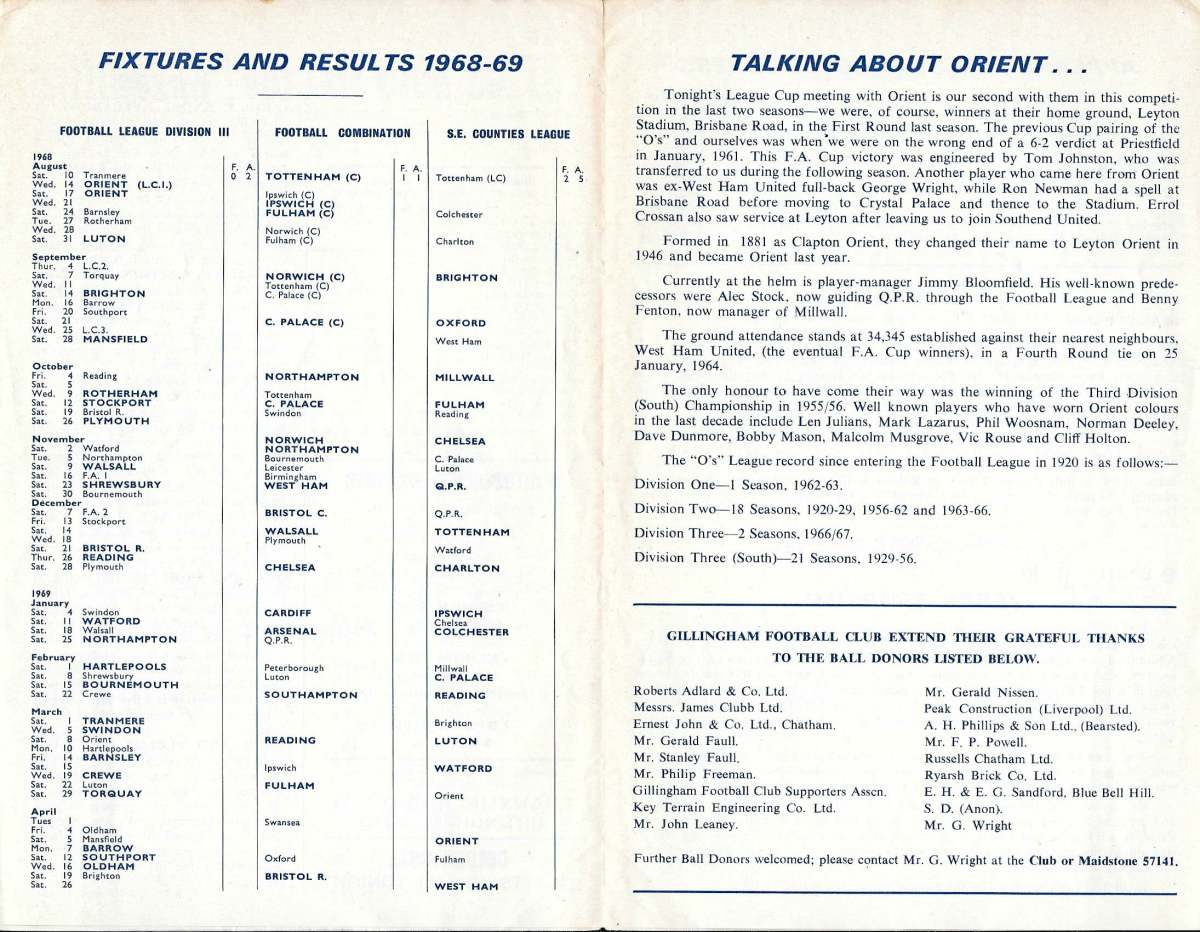 FIXTURES AND RESULTS 1968-69
FOOTBALL LEAGUE DIVISION III
1968
August
F. A.
Sat. 10 Tranmere 0 2
Wed. 14 ORIENT (L.C.I.)
Sat. 17 ORIENT
Wed. 21
Sat. 24 Barnsley
Tue. 27 Rotherham
Wed. 28
Sat. 31 LUTON
September
Thur. 4 L.C.2.
Sat. 7 Torquay
Wed. 11
Sat. 14 BRIGHTON
Mon. 16 Barrow
Fri. 20 Southport
Sat. 21
Wed. 25 L.C.3.
Sat. 28 MANSFIELD
October
Fri. 4 Reading
Sat. 5
Wed. 9 ROTHERHAM
Sat. 12 STOCKPORT
Sat. 19 Bristol R.
Sat. 26 PLYMOUTH
November
Sat. 2 Watford
Tue. 5 Northampton
Sat. 9 WALSALL
Sat. 16 F.A. 1
Sat. 23 SHREWSBURY
Sat. 30 Bournemouth
December
Sat. 7 F.A. 2
Fri. 13 Stockport
Sat. 14
Wed. 18
Sat. 21 BRISTOL R.
Thur. 26 READING
Sat. 28 Plymouth
1969
January
Sat. 4 Swindon
Sat. 11 WATFORD
Sat. 18 Walsall
Sat. 25 NORTHAMPTON
February
Sat. 1 HARTLEPOOLS
Sat. 8 Shrewsbury
Sat. 15 BOURNEMOUTH
Sat. 22 Crewe
March
Sat. 1 TRANMERE
Wed. 5 SWINDON
Sat. 8 Orient
Mon. 10 Hartlepools
Fri. 14 BARNSLEY
Sat. 15
Wed. 19 CREWE
Sat. 22 Luton
Sat. 29 TORQUAY
April
Tues 1
Fri. 4 Oldham
Sat. 5 Mansfield
Mon. 7 BARROW
Sat. 12 SOUTHPORT
Wed. 16 OLDHAM
Sat. 19 Brighton
Sat. 26
FOOTBALL COMBINATION
F. A.
TOTTENHAM (C) 1 1
Ipswich (C)
IPSWICH (C)
FULHAM (C)
Norwich (C)
Fulham (C)
NORWICH (C)
Tottenham (C)
C. Palace (C)
C. PALACE (C)
NORTHAMPTON
Tottenham
C. PALACE
Swindon
NORWICH
NORTHAMPTON
Bournemouth
Leicester
Birmingham
WEST HAM
BRISTOL C.
WALSALL
Plymouth
CHELSEA
CARDIFF
ARSENAL
Q.P.R.
Peterborough
Luton
SOUTHAMPTON
READING
Ipswich
FULHAM
Swansea
Oxford
BRISTOL R.
S.E. COUNTIES LEAGUE
F. A.
Tottenham (LC) 2 5
Colchester
Charlton
BRIGHTON
OXFORD
West Ham
MILLWALL
FULHAM
Reading
CHELSEA
C. Palace
Luton
Q.P.R.
Q.P.R.
TOTTENHAM
Watford
CHARLTON
IPSWICH
Chelsea
COLCHESTER
Millwall
C. PALACE
READING
Brighton
LUTON
WATFORD
Orient
ORIENT
Fulham
WEST HAM
TALKING ABOUT ORIENT...
Tonight's League Cup meeting with Orient is our second with them in this competi-
tion in the last two seasons—we were, of course, winners at their home ground, Leyton
Stadium, Brisbane Road, in the First Round last season. The previous Cup pairing of the
"O's" and ourselves was when we were on the wrong end of a 6-2 verdict at Priestfield
in January, 1961. This F.A. Cup victory was engineered by Tom Johnston, who was
transferred to us during the following season. Another player who came here from Orient
was ex-West Ham United full-back George Wright, while Ron Newman had a spell at
Brisbane Road before moving to Crystal Palace and thence to the Stadium. Errol
Crossan also saw service at Leyton after leaving us to join Southend United.
Formed in 1881 as Clapton Orient, they changed their name to Leyton Orient in
1946 and became Orient last year.
Currently at the helm is player-manager Jimmy Bloomfield. His well-known prede-
cessors were Alec Stock, now guiding Q.P.R. through the Football League and Benny
Fenton, now manager of Millwall.
The ground attendance stands at 34,345 established against their nearest neighbours,
West Ham United, (the eventual F.A. Cup winners), in a Fourth Round tie on 25
January, 1964.
The only honour to have come their way was the winning of the Third Division
(South) Championship in 1955/56. Well known players who have worn Orient colours
in the last decade include Len Julians, Mark Lazarus, Phil Woosnam, Norman Deeley,
Dave Dunmore, Bobby Mason, Malcolm Musgrove, Vic Rouse and Cliff Holton.
The "O's" League record since entering the Football League in 1920 is as follows:—
Division One—1 Season, 1962-63.
Division Two—18 Seasons, 1920-29, 1956-62 and 1963-66.
Division Three—2 Seasons, 1966/67.
Division Three (South)—21 Seasons, 1929-56.
GILLINGHAM FOOTBALL CLUB EXTEND THEIR GRATEFUL THANKS
TO THE BALL DONORS LISTED BELOW.
Roberts Adlard & Co. Ltd.
Messrs. James Clubb Ltd.
Ernest John & Co. Ltd., Chatham.
Mr. Gerald Faull.
Mr. Stanley Faull.
Mr. Philip Freeman.
Gillingham Football Club Supporters Asscn.
Key Terrain Engineering Co. Ltd.
Mr. John Leaney.
Mr. Gerald Nissen.
Peak Construction (Liverpool) Ltd.
A. H. Phillips & Son Ltd., (Bearsted).
Mr. F. P. Powell.
Russells Chatham Ltd.
Ryarsh Brick Co. Ltd.
E. H. & E. G. Sandford, Blue Bell Hill.
S. D. (Anon).
Mr. G. Wright
Further Ball Donors welcomed; please contact Mr. G. Wright at the Club or Maidstone 57141.